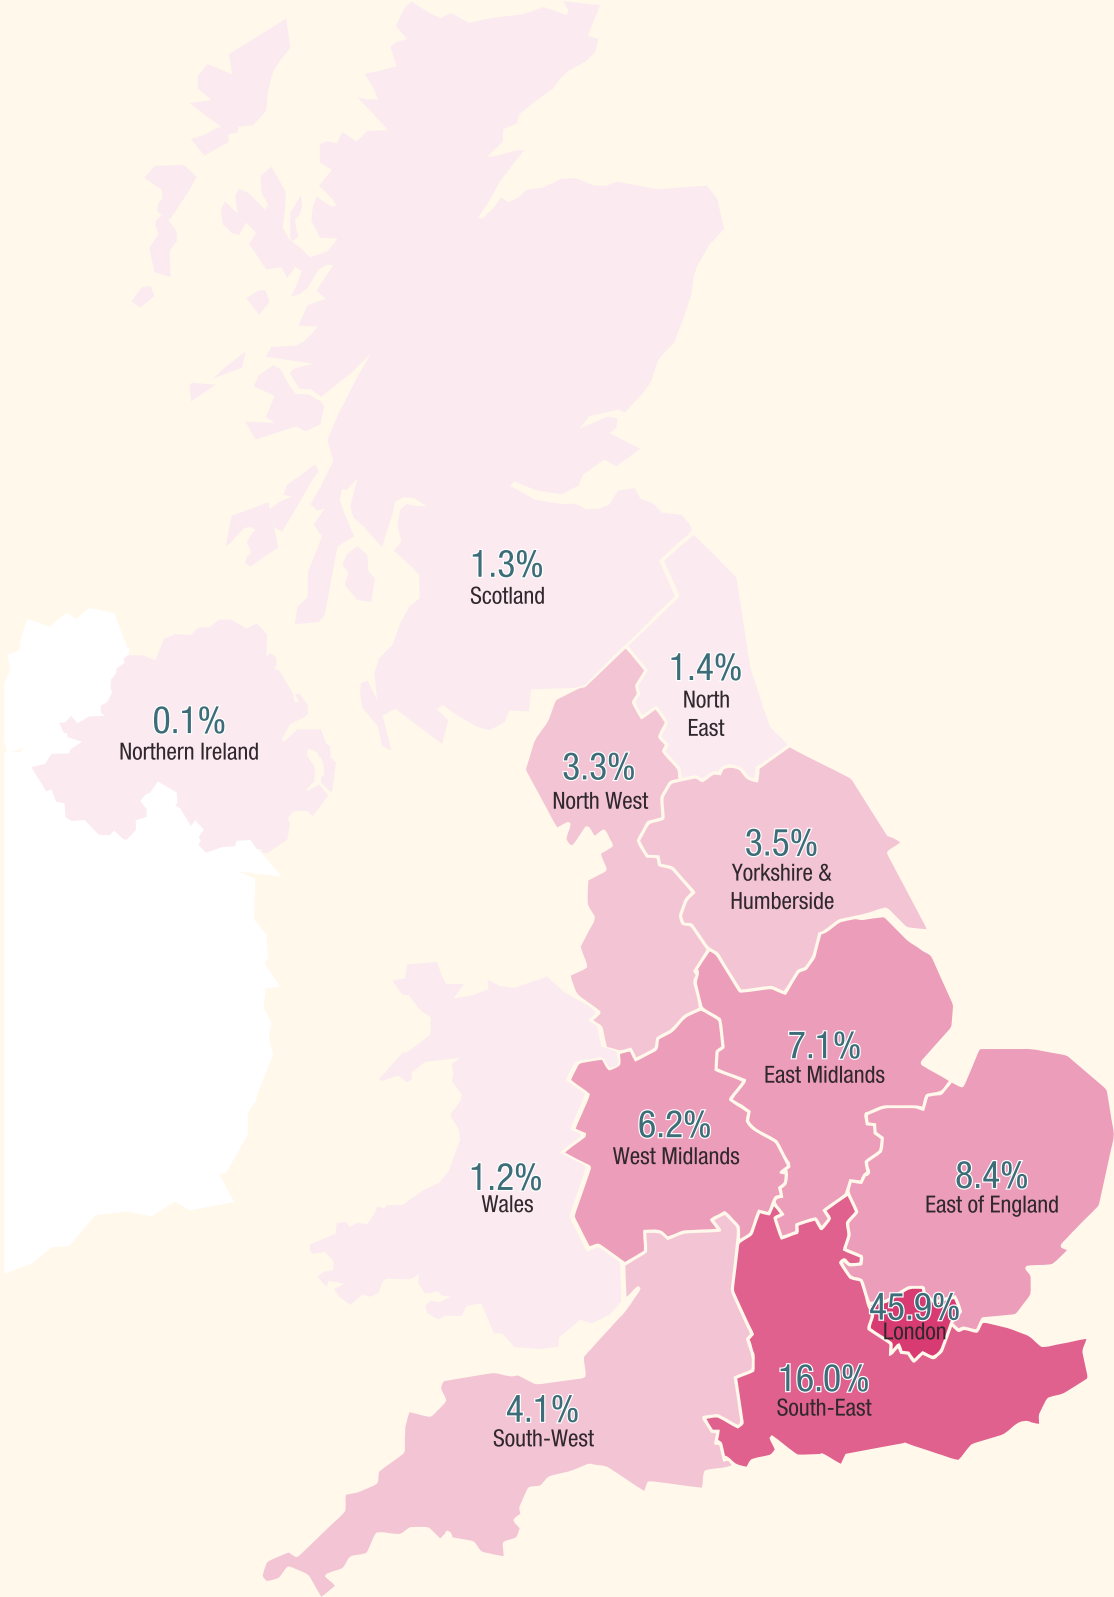 1.3%
Scotland
1.4%
North
East
0.1%
Northern Ireland
3.3%
North West
3.5%
Yorkshire &
Humberside
7.1%
East Midlands
6.2%
West Midlands
1.2%
Wales
8.4%
East of England
45.9%
London
16.0%
South-East
4.1%
South-West